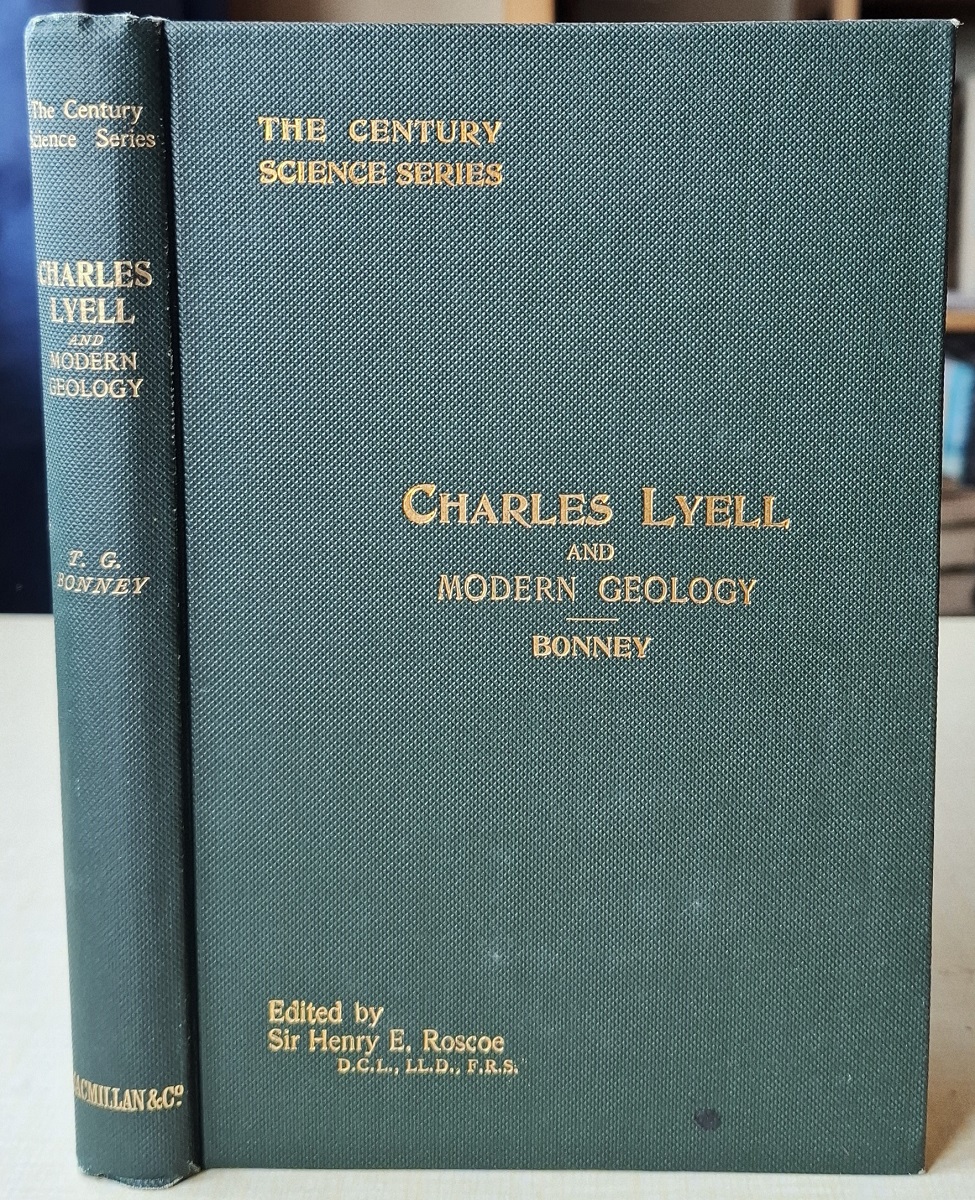 The Century
Science Series
CHARLES
LYELL
AND
MODERN
GEOLOGY
T. G.
BONNEY
MACMILLAN & Co.
THE CENTURY
SCIENCE SERIES
CHARLES LYELL
AND
MODERN GEOLOGY
BONNEY
Edited by
Sir Henry E. Roscoe
D.C.L., LL.D., F.R.S.